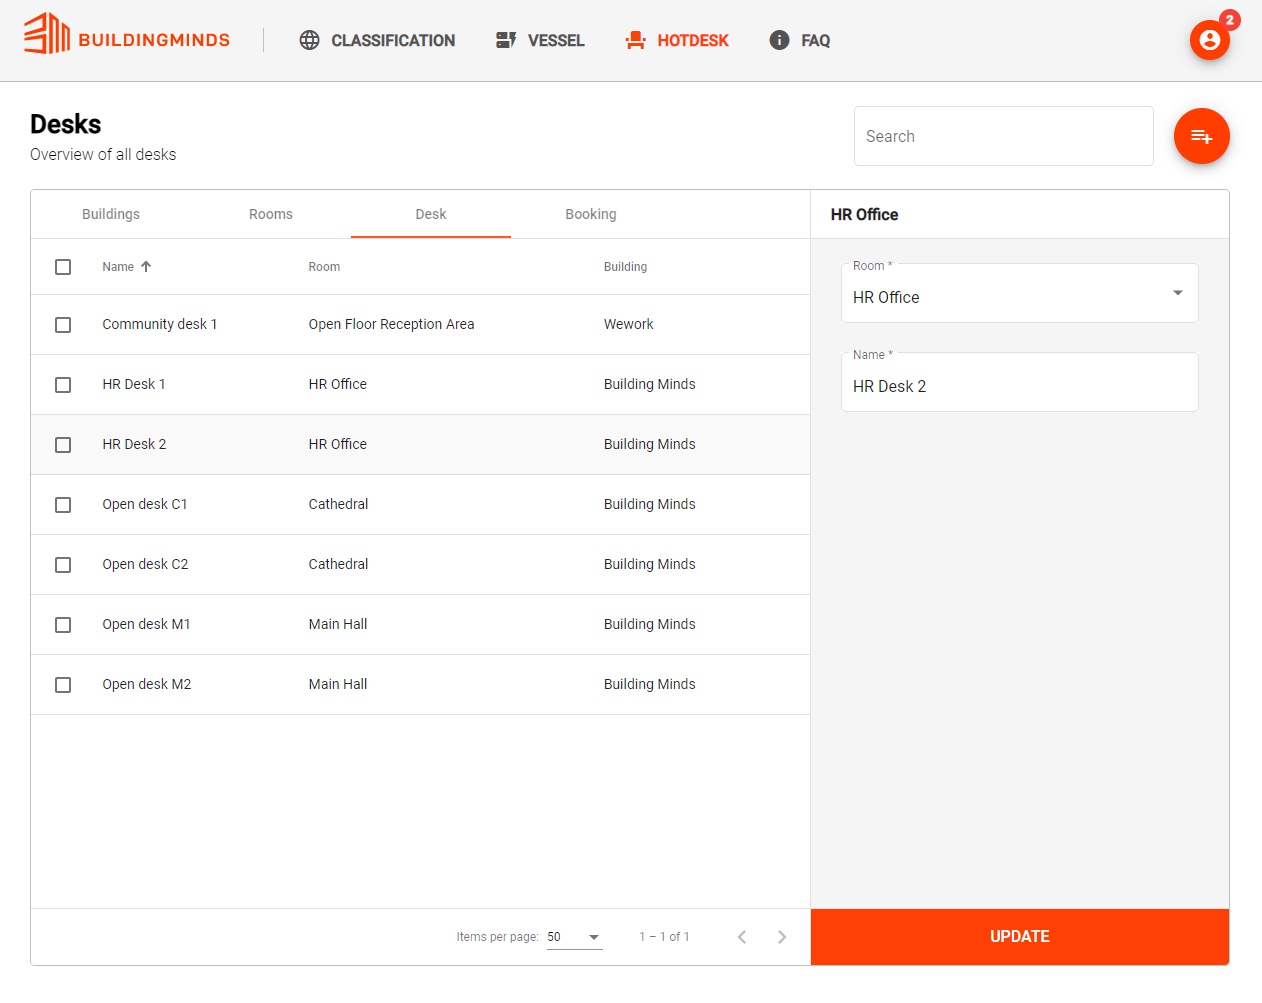 BUILDINGMINDS
CLASSIFICATION
VESSEL
HOTDESK
FAQ
2
Desks
Overview of all desks
Search
Buildings Rooms Desk Booking
Name Room Building
Community desk 1 Open Floor Reception Area Wework
HR Desk 1 HR Office Building Minds
HR Desk 2 HR Office Building Minds
Open desk C1 Cathedral Building Minds
Open desk C2 Cathedral Building Minds
Open desk M1 Main Hall Building Minds
Open desk M2 Main Hall Building Minds
Items per page: 50 1 – 1 of 1
HR Office
Room *
HR Office
Name *
HR Desk 2
UPDATE